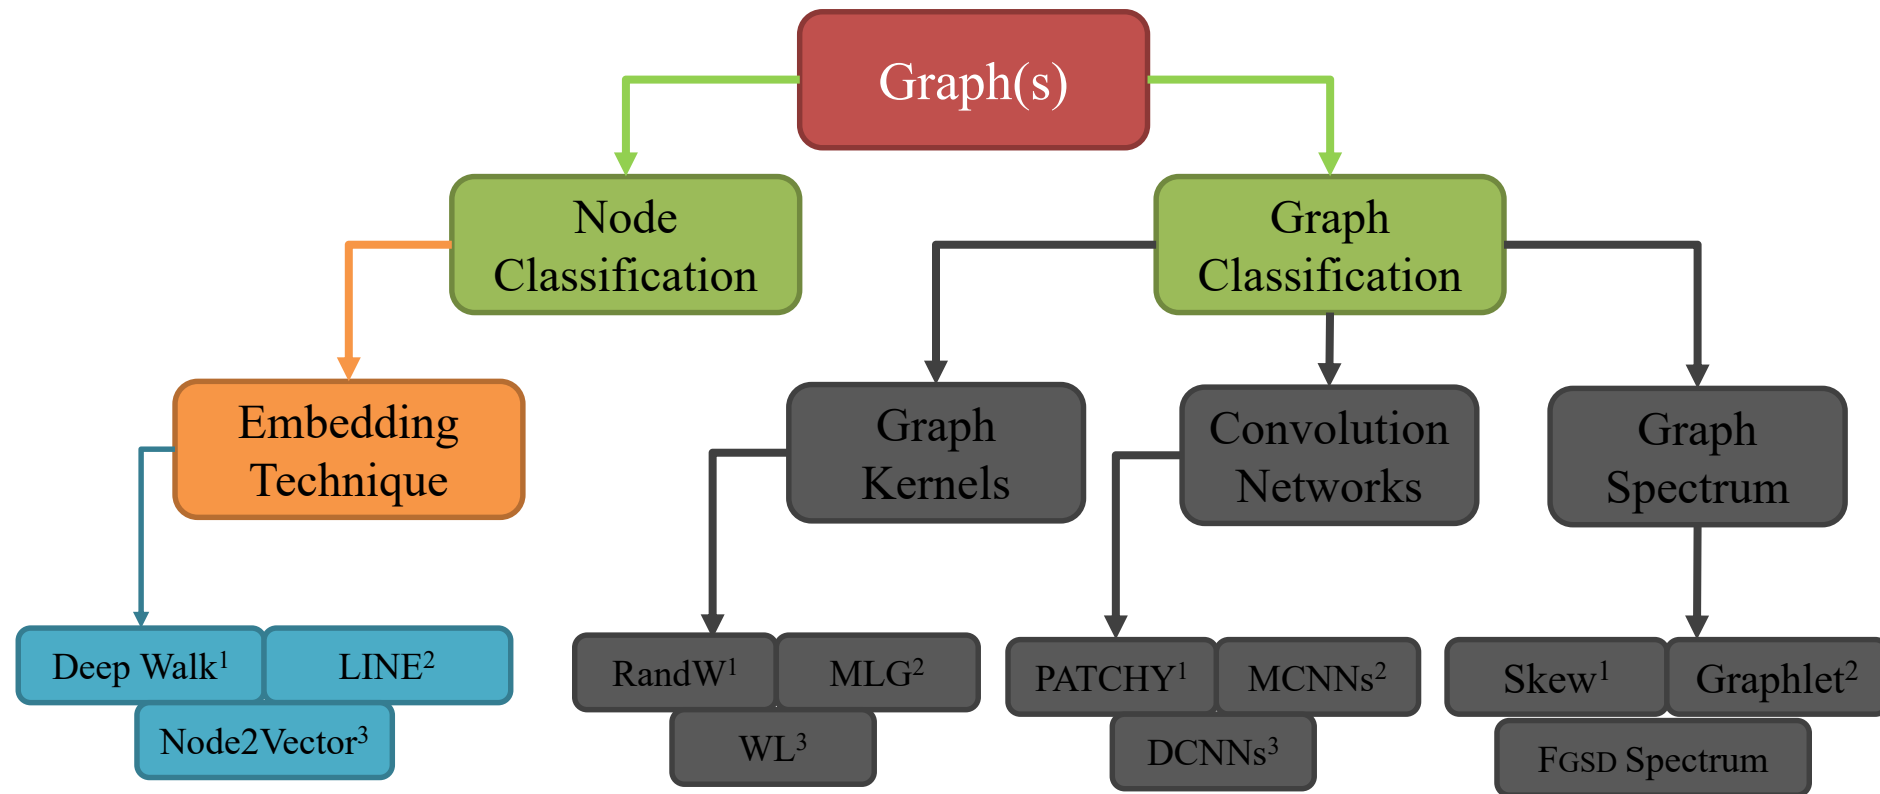 Graph(s)
Node
Classification
Graph
Classification
Embedding
Technique
Graph
Kernels
Convolution
Networks
Graph
Spectrum
Deep Walk¹
LINE²
Node2Vector³
RandW¹
MLG²
WL³
PATCHY¹
MCNNs²
DCNNs³
Skew¹
Graphlet²
FGSD Spectrum